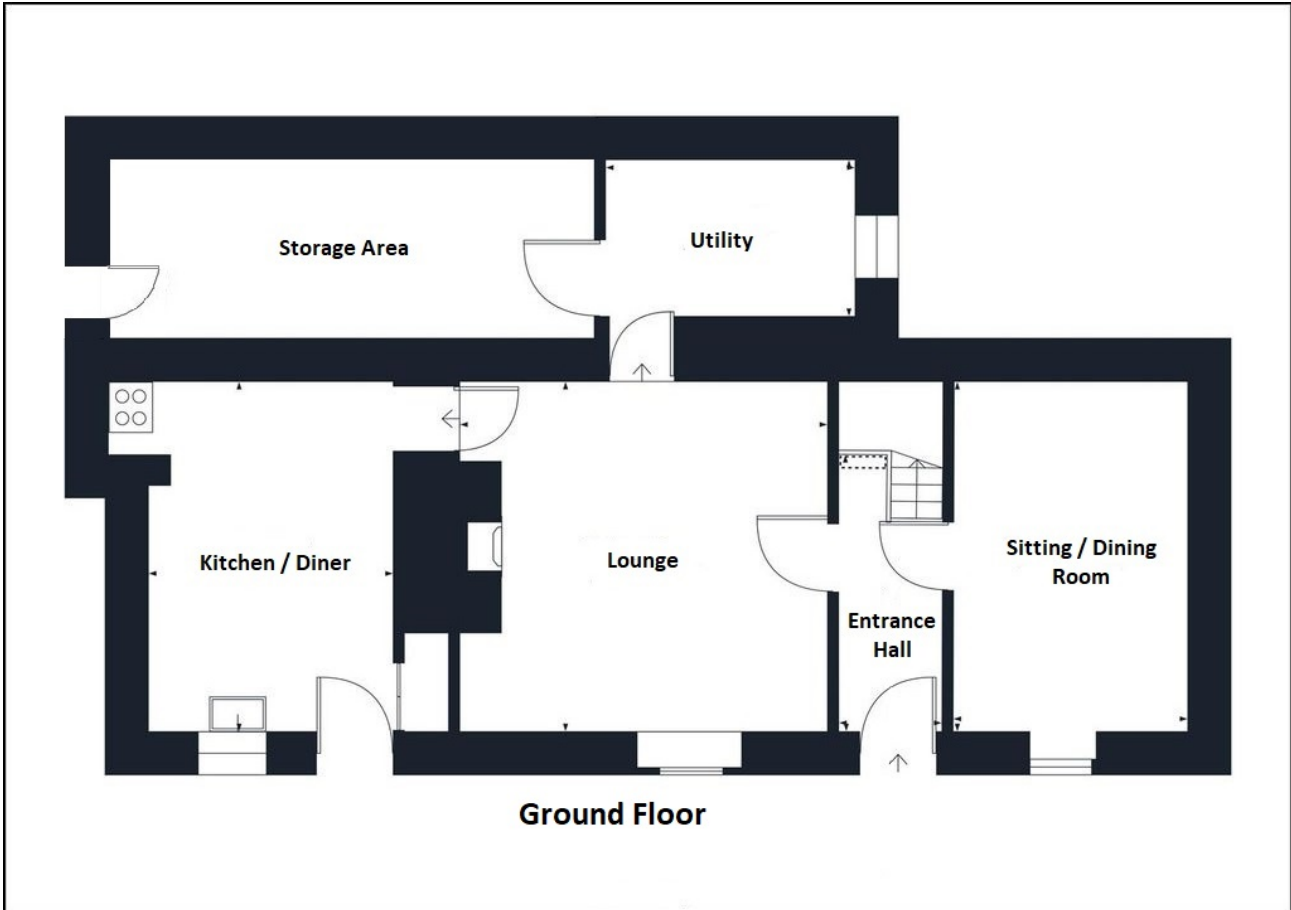 Storage Area
Utility
Kitchen / Diner
Lounge
Sitting / Dining
Room
Entrance
Hall
Ground Floor